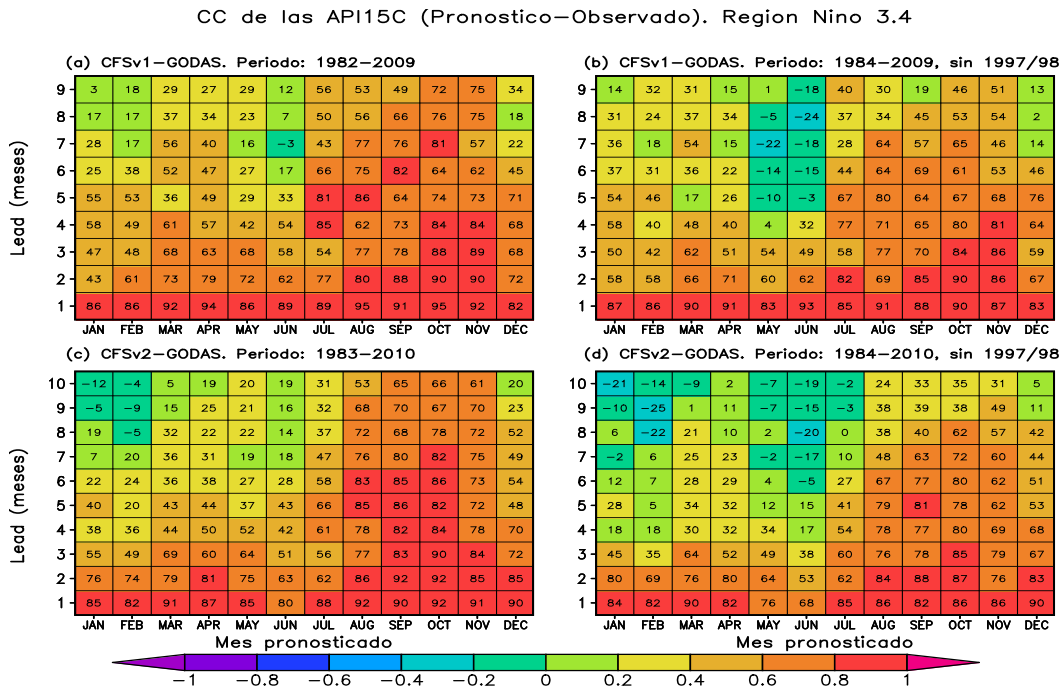 CC de las API15C (Pronostico−Observado). Region Nino 3.4
(a) CFSv1−GODAS. Periodo: 1982−2009
9 3 18 29 27 29 12 56 53 49 72 75 34
8 17 17 37 34 23 7 50 56 66 76 75 18
7 28 17 56 40 16 −3 43 77 76 81 57 22
6 25 38 52 47 27 17 66 75 82 64 62 45
5 55 53 36 49 29 33 81 86 64 74 73 71
4 58 49 61 57 42 54 85 62 73 84 84 68
3 47 48 68 63 68 58 54 77 78 88 89 68
2 43 61 73 79 72 62 77 80 88 90 90 72
1 86 86 92 94 86 89 89 95 91 95 92 82
JAN FEB MAR APR MAY JUN JUL AUG SEP OCT NOV DEC
Lead (meses)
(b) CFSv1−GODAS. Periodo: 1984−2009, sin 1997/98
9 14 32 31 15 1 −18 40 30 19 46 51 13
8 31 24 37 34 −5 −24 37 34 45 53 54 2
7 36 18 54 15 −22 −18 28 64 57 65 46 14
6 37 31 36 22 −14 −15 44 67 69 61 53 46
5 54 46 17 26 −10 −3 67 80 64 67 68 76
4 58 40 48 40 4 32 77 71 65 80 81 64
3 50 42 62 51 54 49 58 77 70 84 86 59
2 58 58 66 71 60 62 82 69 85 90 86 68
1 87 86 90 91 83 93 85 91 88 90 87 83
JAN FEB MAR APR MAY JUN JUL AUG SEP OCT NOV DEC
(c) CFSv2−GODAS. Periodo: 1983−2010
10 −12 −4 5 19 20 19 31 53 65 66 61 20
9 −5 −9 15 25 21 16 32 68 70 67 70 23
8 19 −5 32 22 22 14 37 72 68 78 72 52
7 7 20 36 31 19 18 47 76 70 82 75 49
6 22 24 36 38 27 28 58 83 85 86 73 54
5 40 20 43 44 37 43 66 85 86 82 72 48
4 38 36 44 50 52 42 61 78 82 84 78 70
3 55 49 69 60 64 51 56 77 83 90 84 72
2 76 74 79 81 75 63 62 86 92 92 85 85
1 85 82 91 87 85 80 88 92 90 92 91 90
JAN FEB MAR APR MAY JUN JUL AUG SEP OCT NOV DEC
Lead (meses)
Mes pronosticado
(d) CFSv2−GODAS. Periodo: 1984−2010, sin 1997/98
10 −21 −14 −9 2 −7 −19 −2 24 33 35 31 5
9 −10 −25 1 11 −7 −15 −3 38 39 38 49 11
8 6 −22 21 10 2 −20 0 38 40 62 57 42
7 −2 6 25 23 −2 −17 10 48 63 72 60 44
6 12 7 28 29 4 −5 27 67 77 80 62 51
5 28 5 34 32 12 15 41 79 81 78 62 53
4 18 18 30 32 34 17 54 78 77 80 69 68
3 45 35 64 52 49 38 60 76 78 85 79 67
2 80 69 76 80 64 53 62 84 88 87 76 83
1 84 82 90 82 76 68 85 86 82 86 86 90
JAN FEB MAR APR MAY JUN JUL AUG SEP OCT NOV DEC
Mes pronosticado
−1 −0.8 −0.6 −0.4 −0.2 0 0.2 0.4 0.6 0.8 1